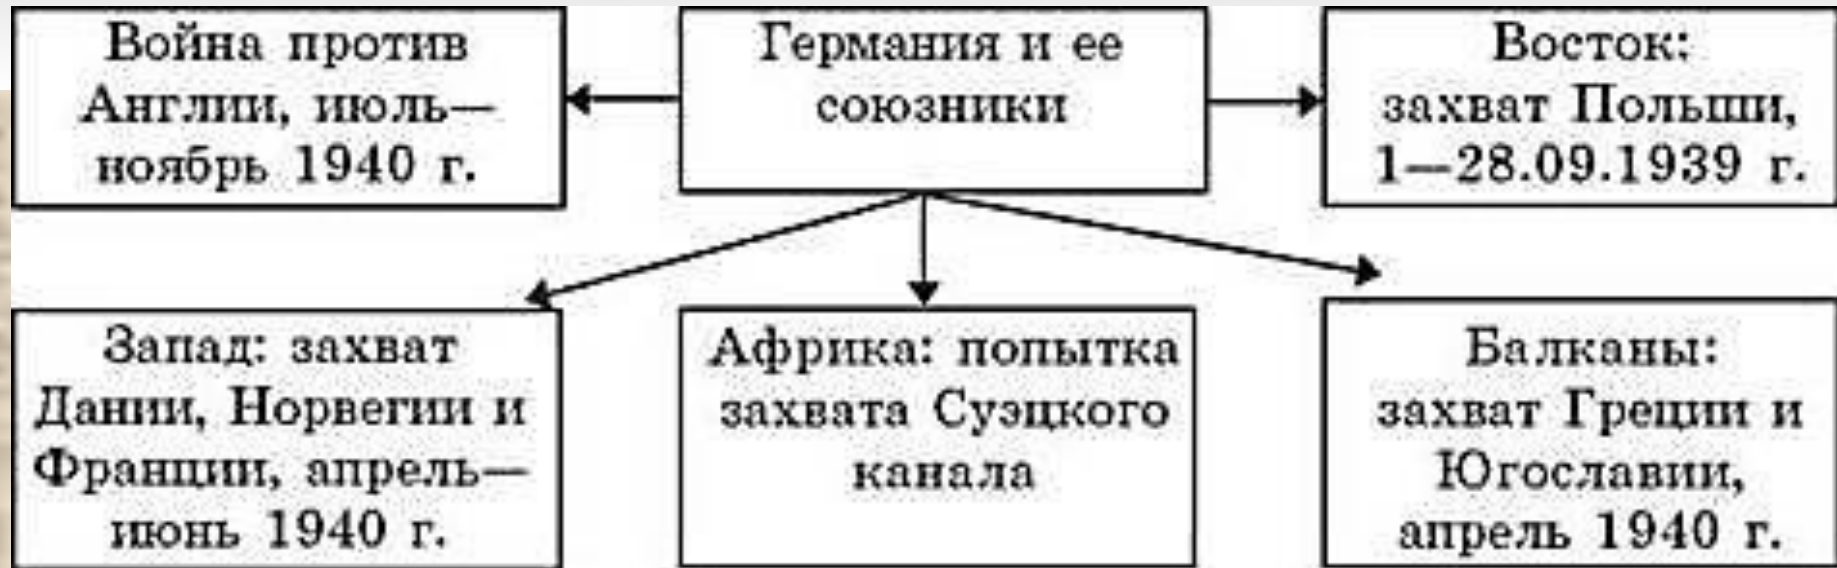 Война против
Англии, июль—
ноябрь 1940 г.
Германия и ее
союзники
Восток:
захват Польши,
1—28.09.1939 г.
Запад: захват
Дании, Норвегии и
Франции, апрель—
июнь 1940 г.
Африка: попытка
захвата Суэцкого
канала
Балканы:
захват Греции и
Югославии,
апрель 1940 г.